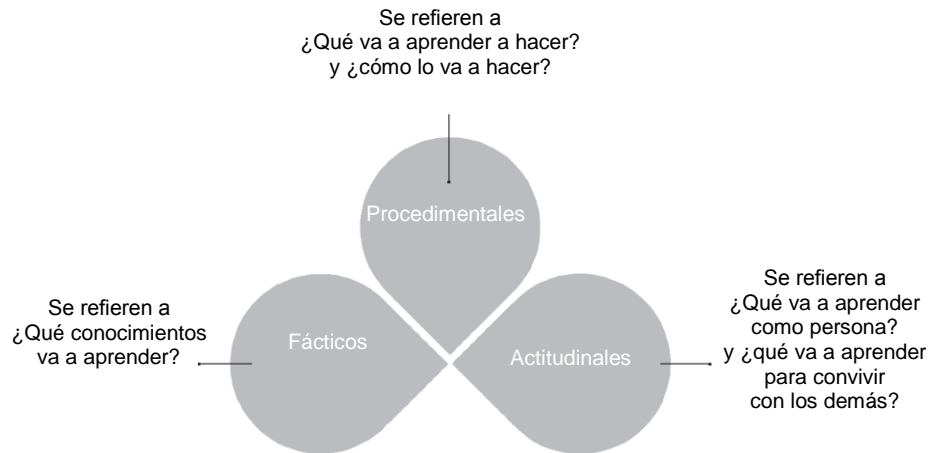 Se refieren a
¿Qué va a aprender a hacer?
y ¿cómo lo va a hacer?
Procedimentales
Se refieren a
¿Qué conocimientos
va a aprender?
Fácticos
Actitudinales
Se refieren a
¿Qué va a aprender
como persona?
y ¿qué va a aprender
para convivir
con los demás?